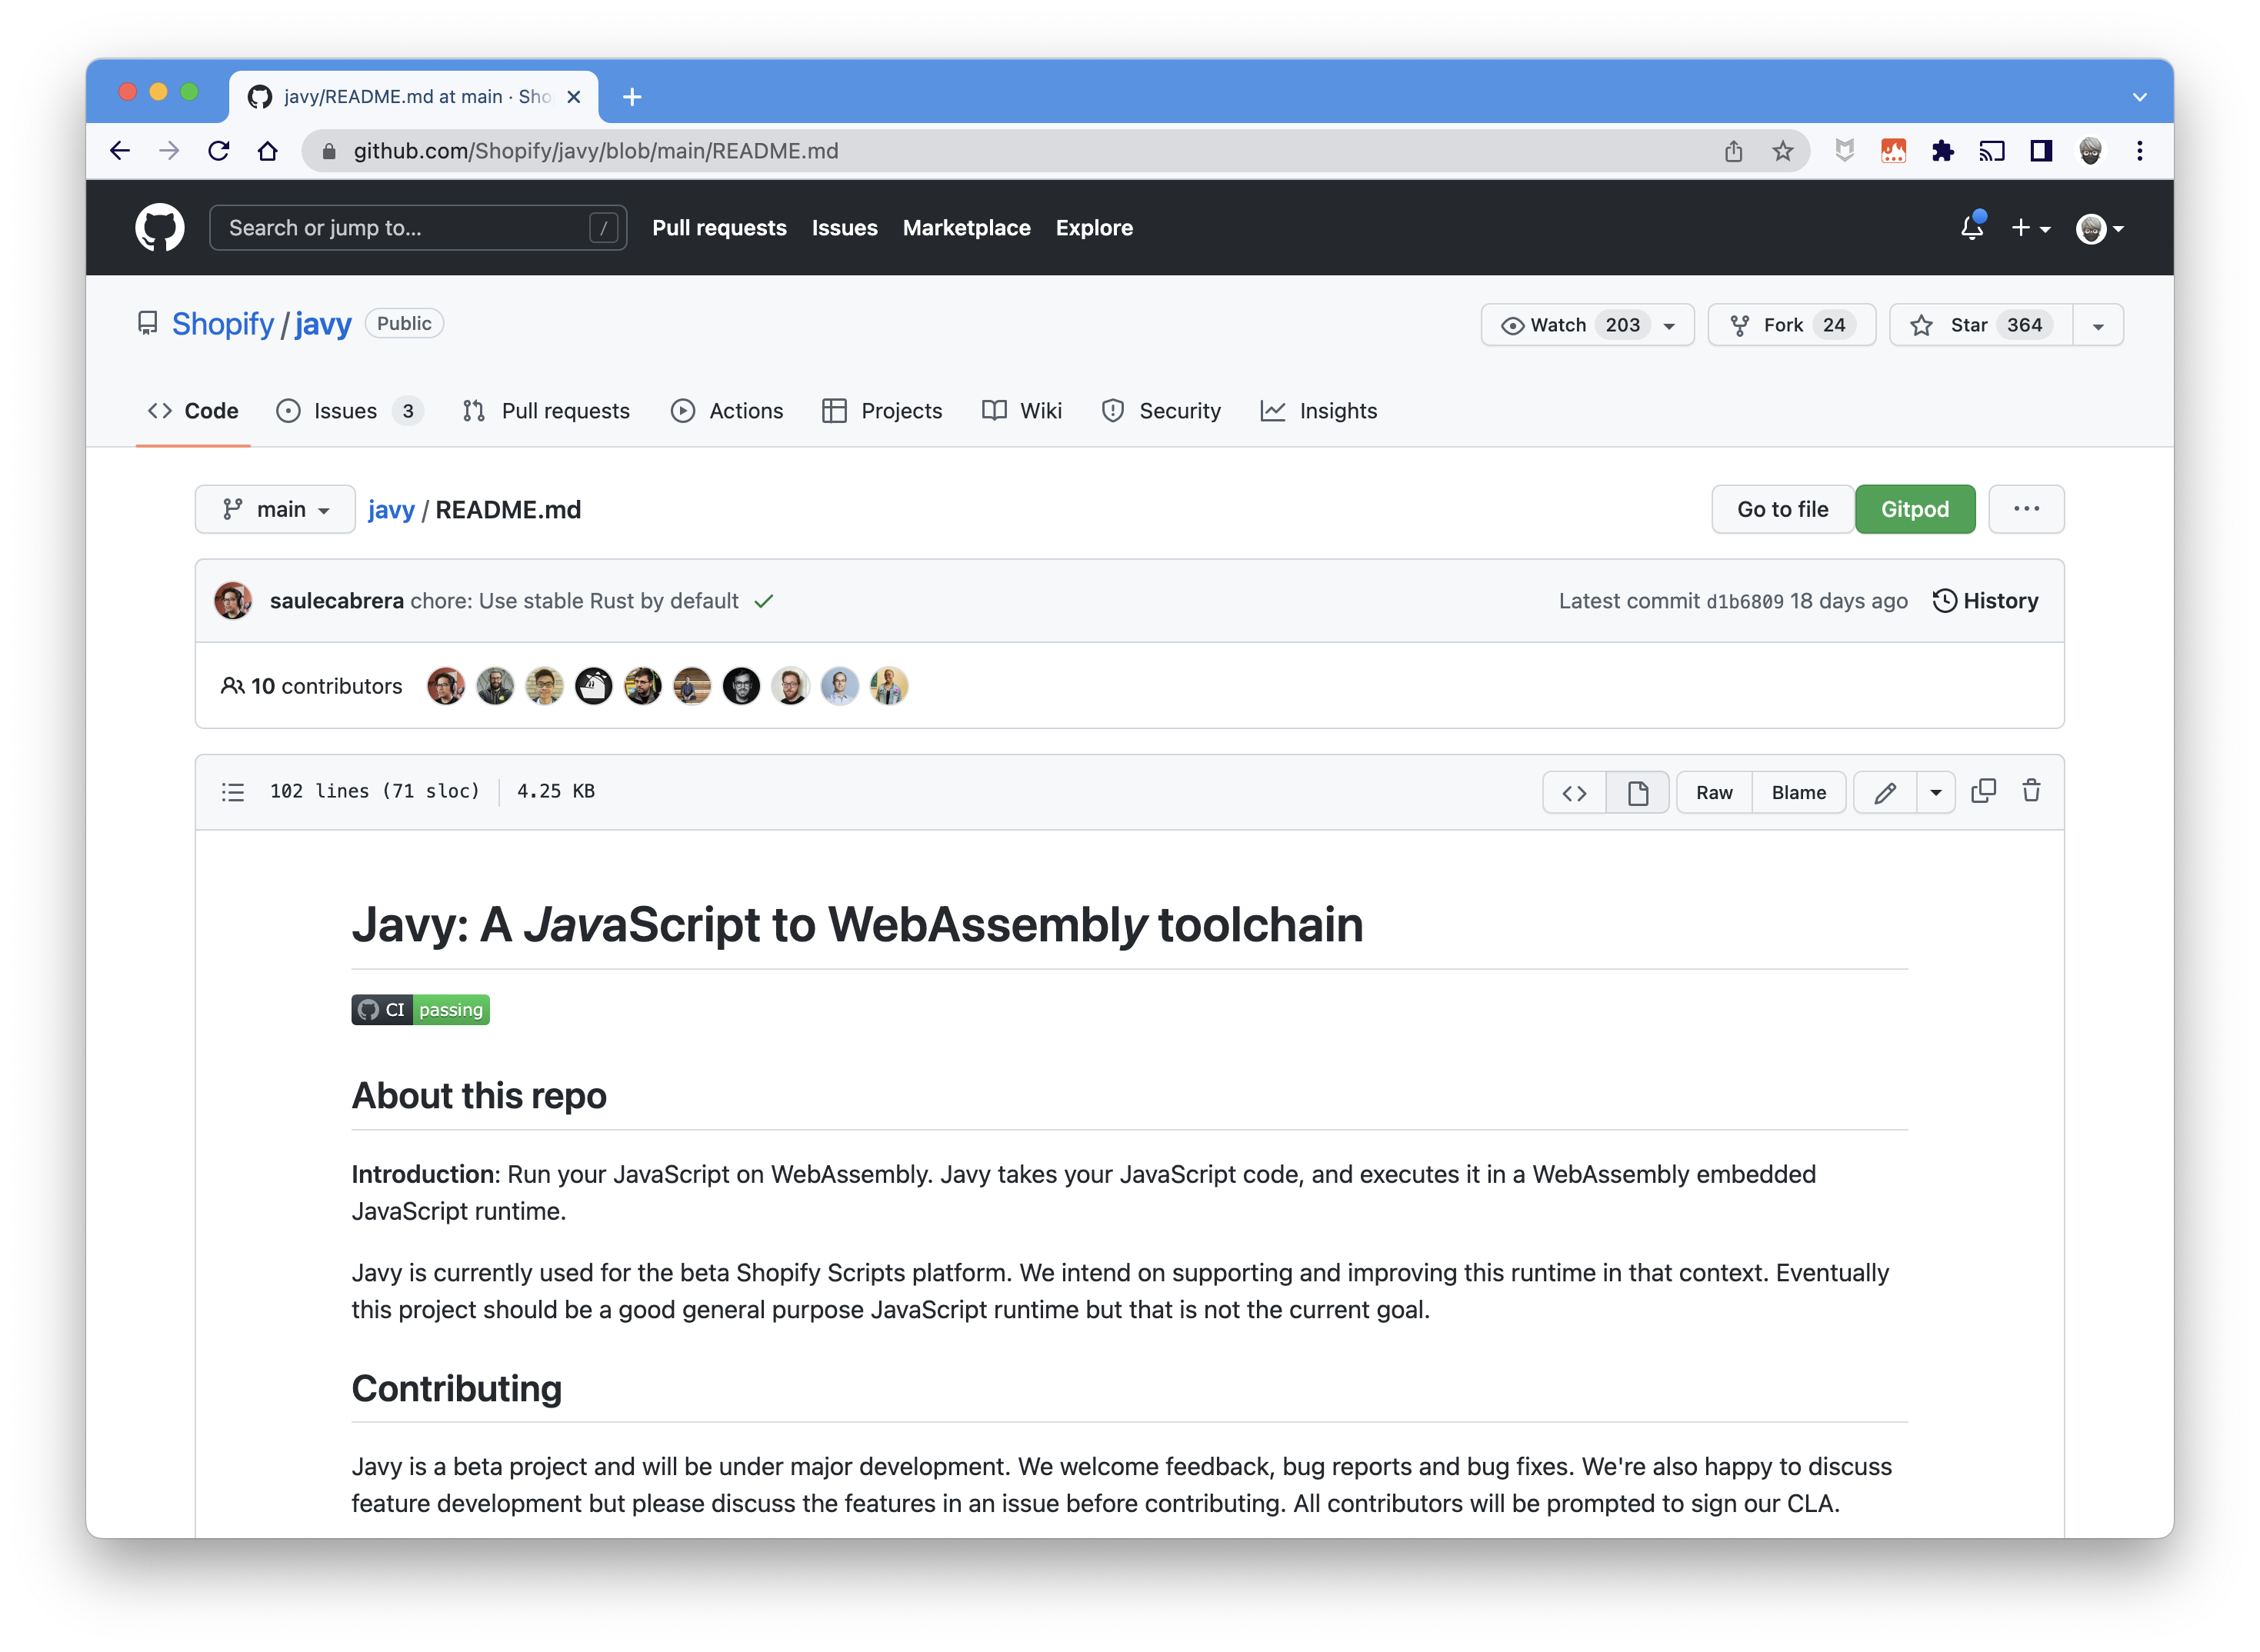 javy/README.md at main · Sho
github.com/Shopify/javy/blob/main/README.md
Search or jump to... /
Pull requests Issues Marketplace Explore
Shopify / javy Public
Watch 203 Fork 24 Star 364
Code Issues 3 Pull requests Actions Projects Wiki Security Insights
main javy / README.md Go to file Gitpod ...
saulecabrera chore: Use stable Rust by default Latest commit d1b6809 18 days ago History
10 contributors
102 lines (71 sloc) 4.25 KB Raw Blame
Javy: A JavaScript to WebAssembly toolchain
CI passing
About this repo
Introduction: Run your JavaScript on WebAssembly. Javy takes your JavaScript code, and executes it in a WebAssembly embedded
JavaScript runtime.
Javy is currently used for the beta Shopify Scripts platform. We intend on supporting and improving this runtime in that context. Eventually
this project should be a good general purpose JavaScript runtime but that is not the current goal.
Contributing
Javy is a beta project and will be under major development. We welcome feedback, bug reports and bug fixes. We're also happy to discuss
feature development but please discuss the features in an issue before contributing. All contributors will be prompted to sign our CLA.